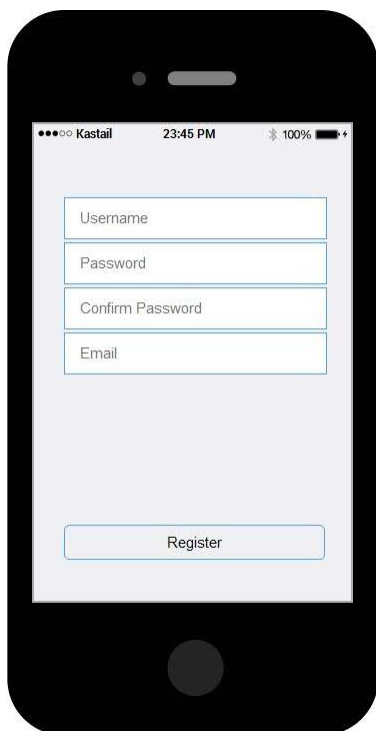 Kastail 23:45 PM 100%
Username
Password
Confirm Password
Email
Register